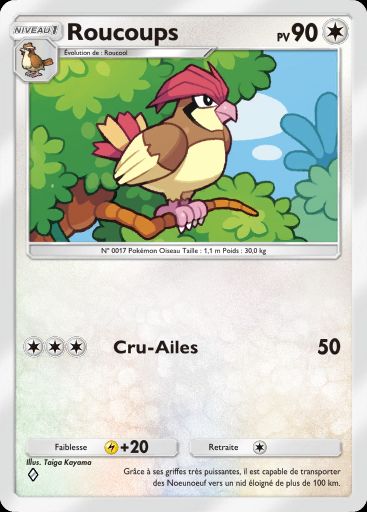 NIVEAU 1
Roucoups
PV 90
Évolution de : Roucool
N° 0017 Pokémon Oiseau Taille : 1,1 m Poids : 30,0 kg
Cru-Ailes 50
Faiblesse +20 Retraite
Illus. Taiga Kayama
Grâce à ses griffes très puissantes, il est capable de transporter
des Noeunoeuf vers un nid éloigné de plus de 100 km.